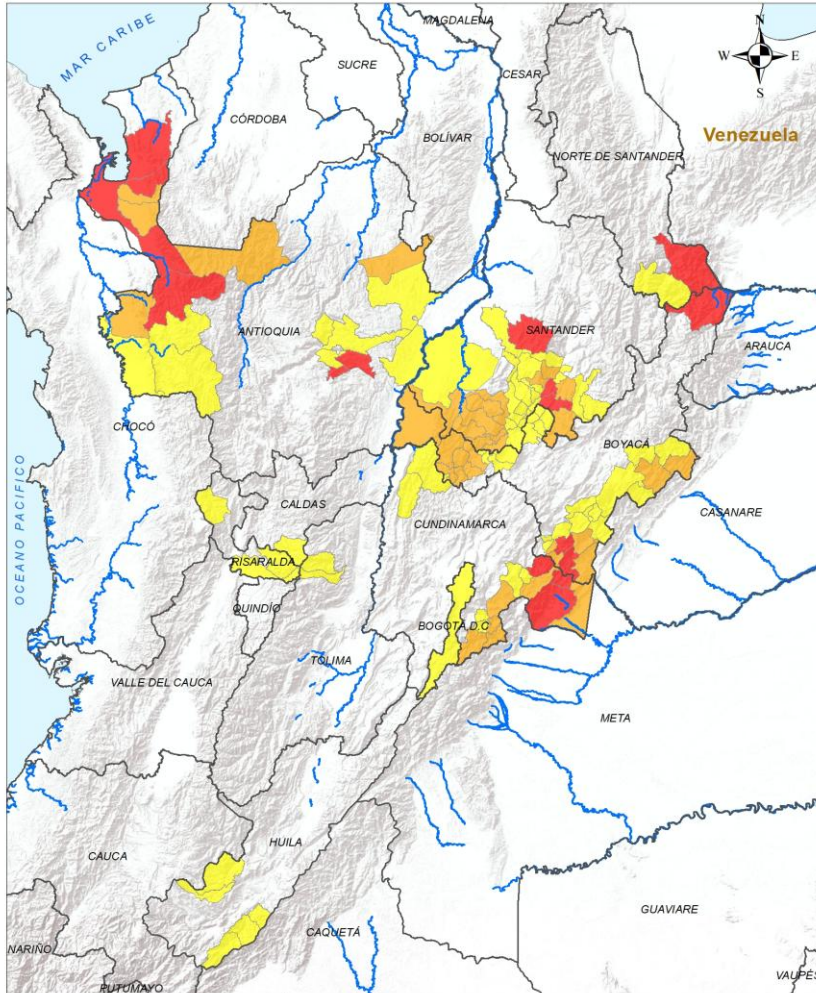 MAGDALENA
N
MAR CARIBE
SUCRE
CESAR
W
E
S
CÓRDOBA
BOLÍVAR
Venezuela
NORTE DE SANTANDER
ANTIOQUIA
SANTANDER
ARAUCA
CHOCÓ
BOYACÁ
OCEANO PACIFICO
CALDAS
CUNDINAMARCA
CASANARE
RISARALDA
QUINDÍO
BOGOTÁ D.C
TOLIMA
VALLE DEL CAUCA
META
HUILA
CAUCA
GUAVIARE
CAQUETÁ
NARIÑO
PUTUMAYO
VAUPÉS